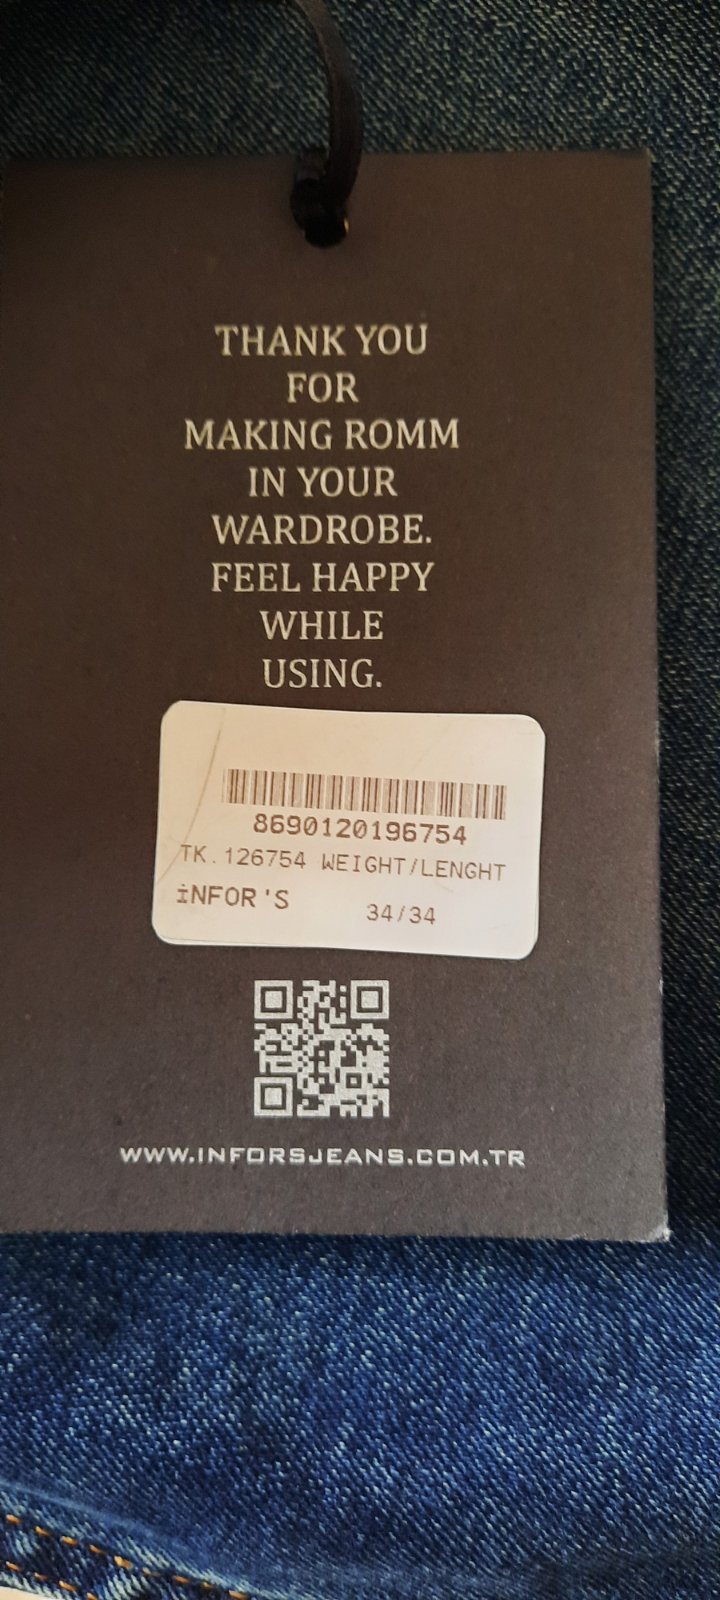 THANK YOU
FOR
MAKING ROMM
IN YOUR
WARDROBE.
FEEL HAPPY
WHILE
USING.
8690120196754
TK.126754 WEIGHT/LENGHT
İNFOR'S 34/34
WWW.INFORSJEANS.COM.TR